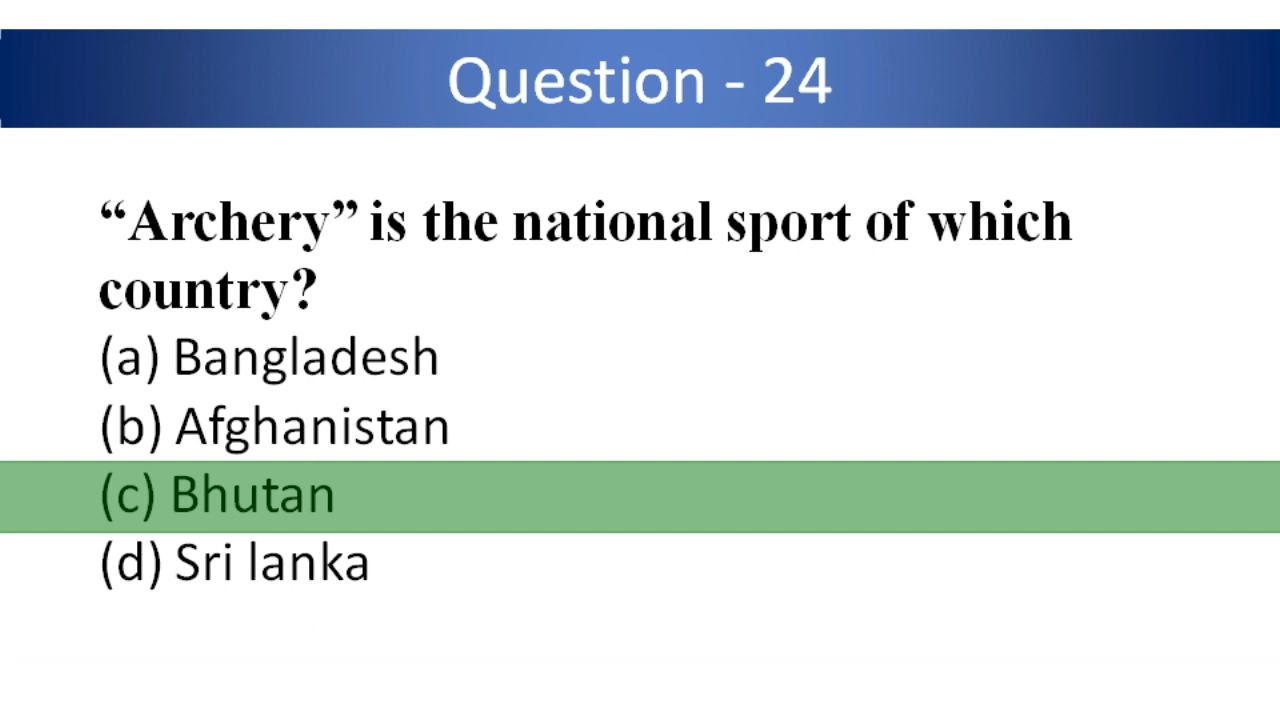 Question - 24
“Archery” is the national sport of which
country?
(a) Bangladesh
(b) Afghanistan
(c) Bhutan
(d) Sri lanka